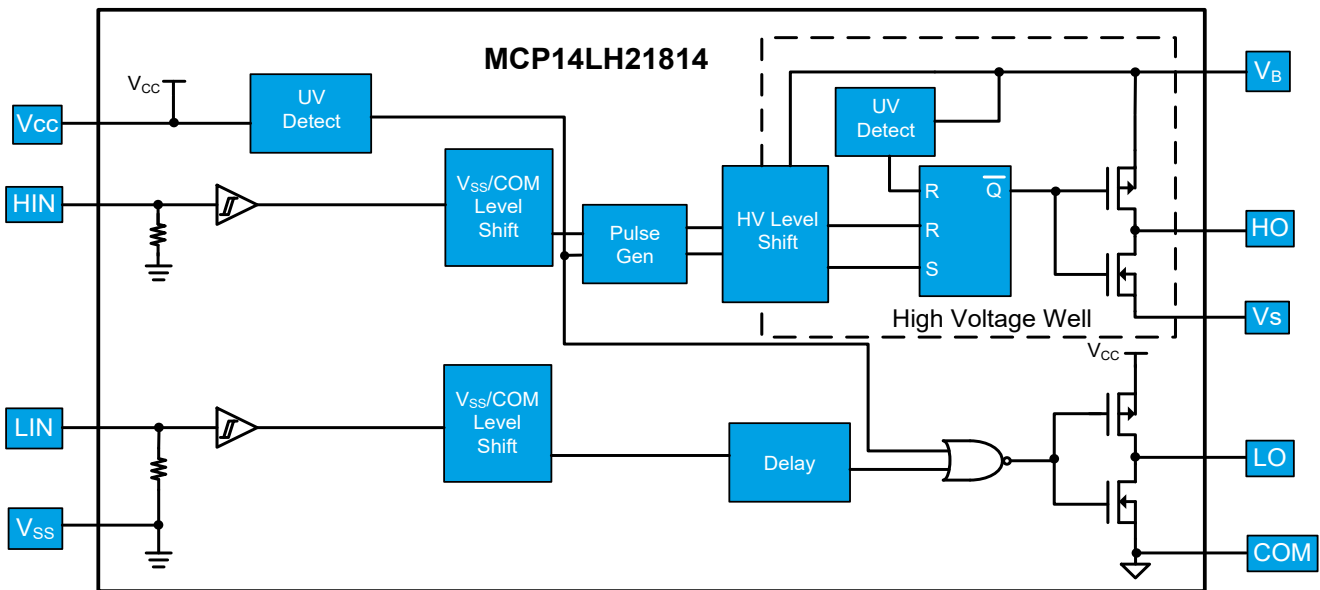 MCP14LH21814
VCC
Vcc
UV
Detect
UV
Detect
VB
HIN
VSS/COM
Level
Shift
Pulse
Gen
HV Level
Shift
R
Q̅
R
S
HO
High Voltage Well
Vs
VCC
LIN
VSS/COM
Level
Shift
Delay
LO
VSS
COM